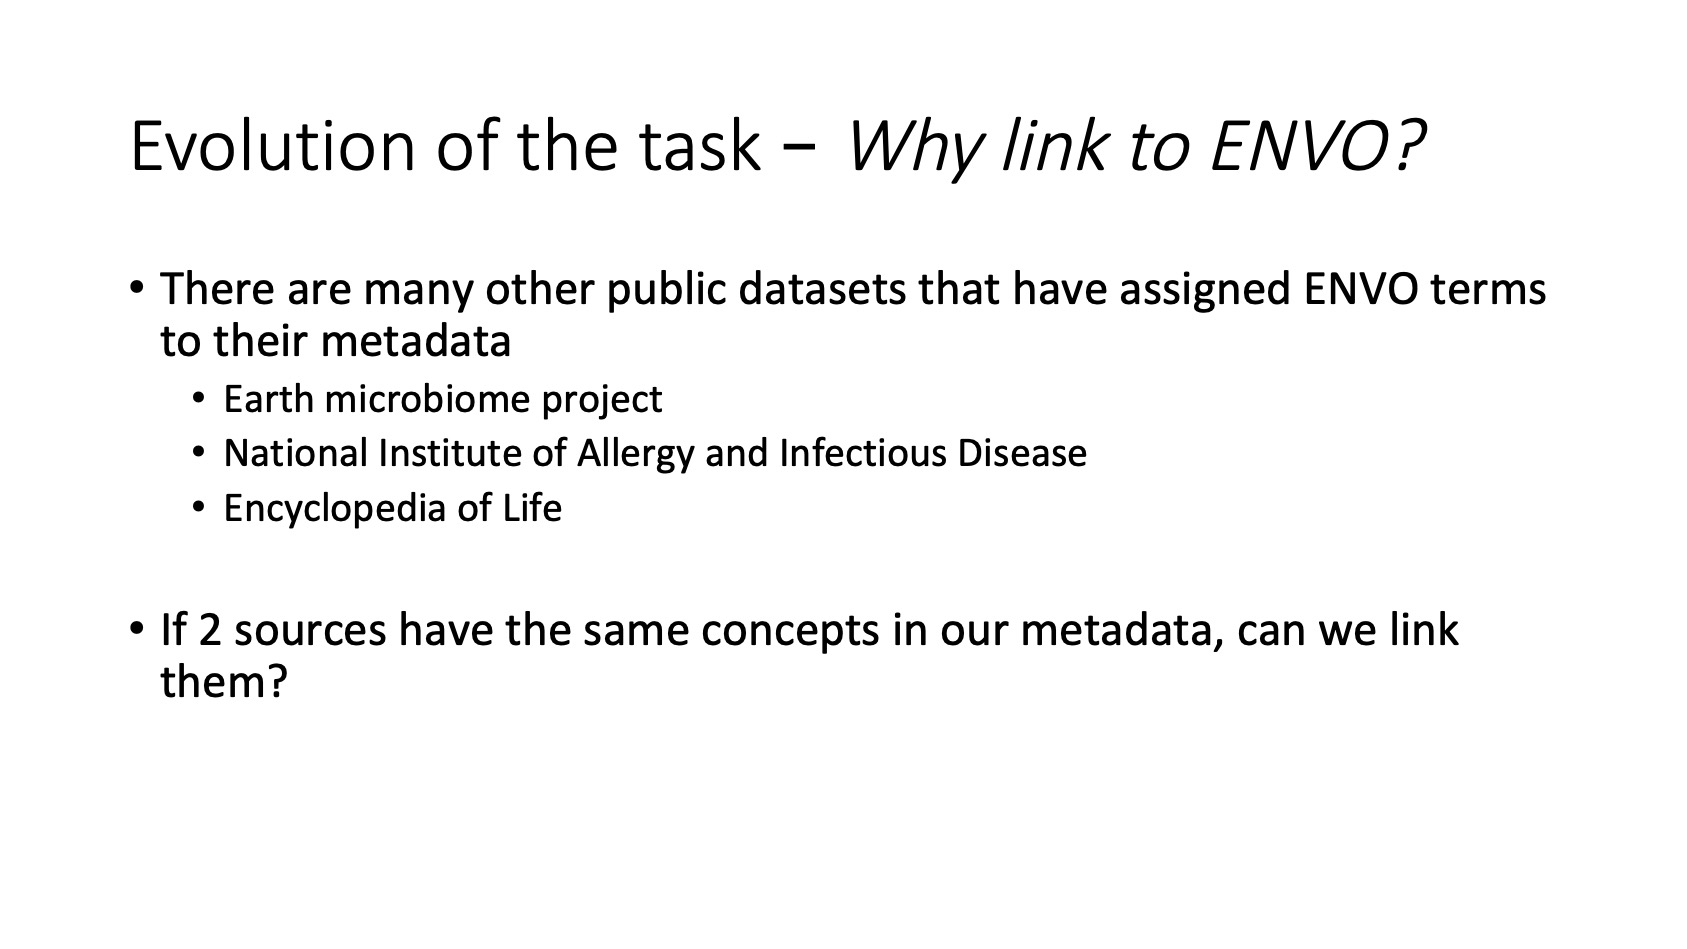 Evolution of the task – Why link to ENVO?
• There are many other public datasets that have assigned ENVO terms
to their metadata
• Earth microbiome project
• National Institute of Allergy and Infectious Disease
• Encyclopedia of Life
• If 2 sources have the same concepts in our metadata, can we link
them?